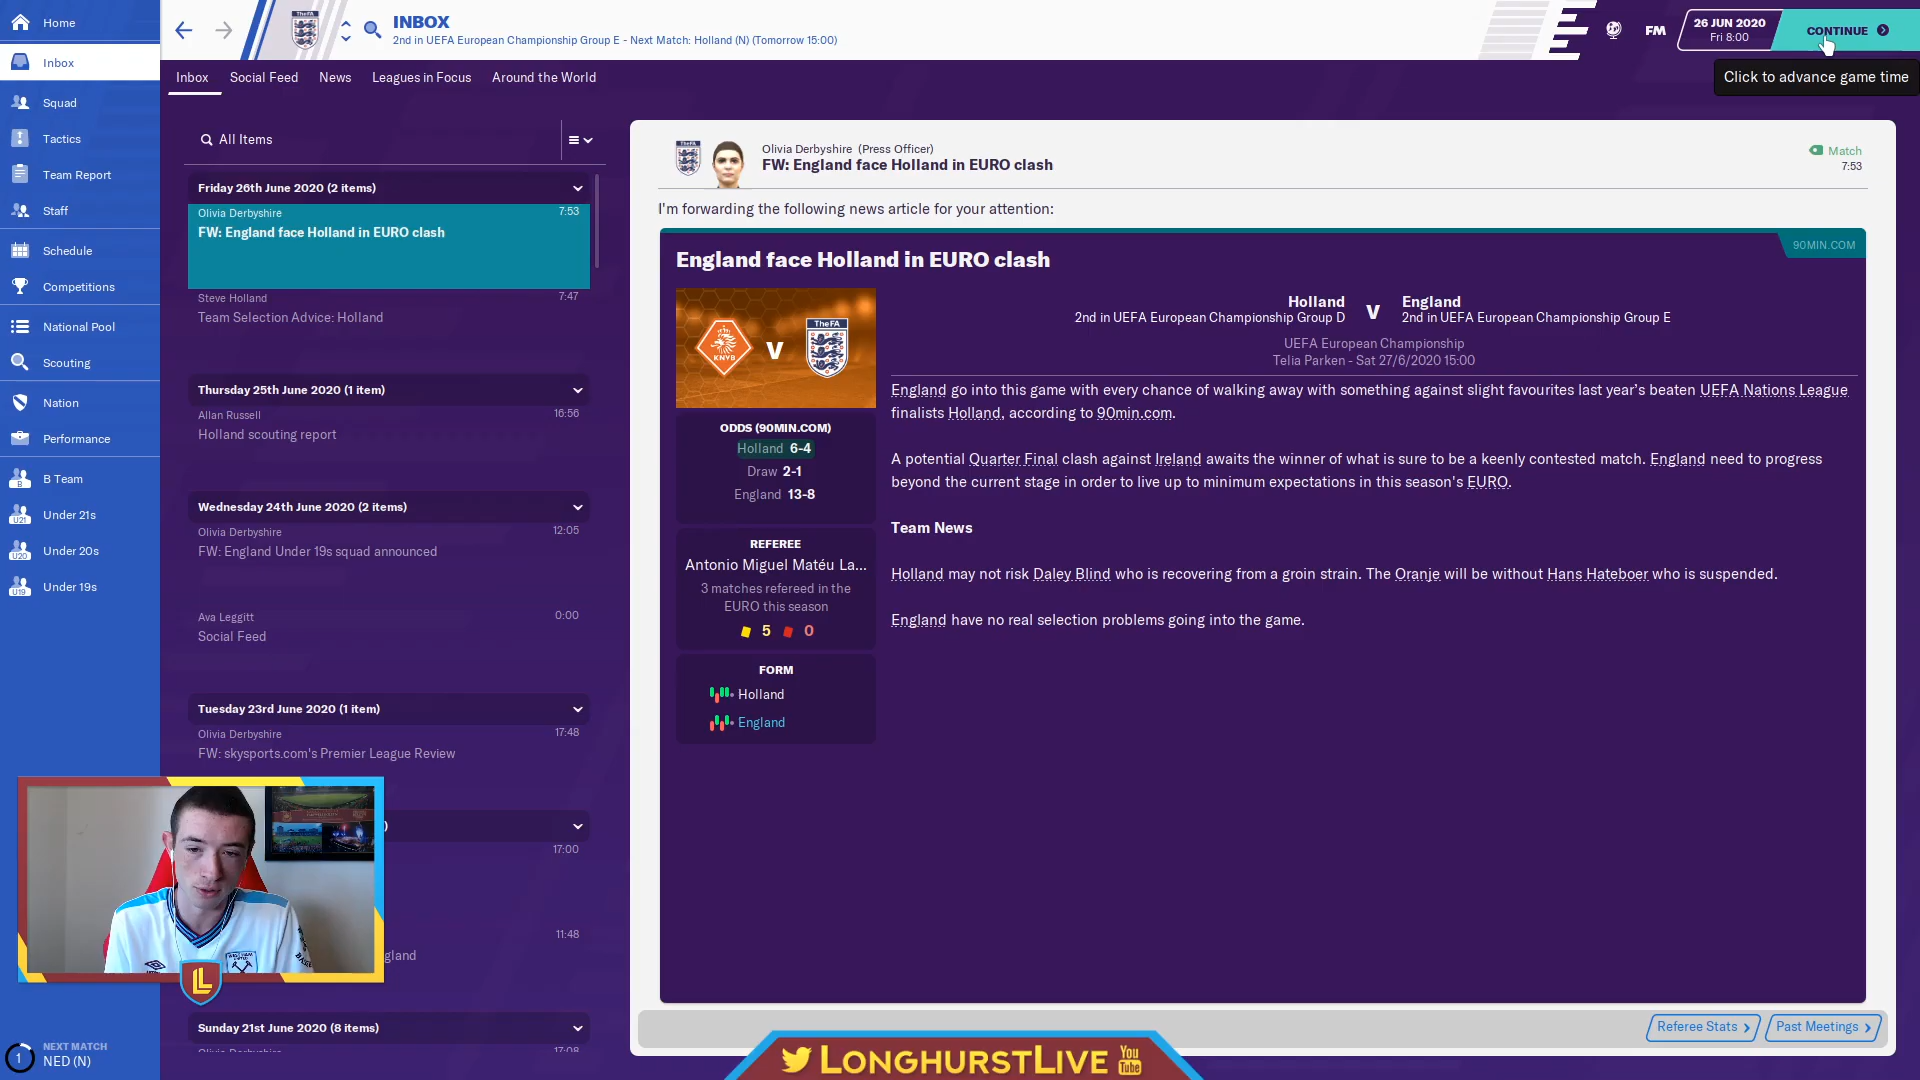 Home
Inbox
Squad
Tactics
Team Report
Staff
Schedule
Competitions
National Pool
Scouting
Nation
Performance
B Team
Under 21s
Under 20s
Under 19s
B
U21
U20
U19
NEXT MATCH
1
NED (N)
TheFA
INBOX
2nd in UEFA European Championship Group E - Next Match: Holland (N) (Tomorrow 15:00)
FM
26 JUN 2020
Fri 8:00
CONTINUE
Click to advance game time
Inbox
Social Feed
News
Leagues in Focus
Around the World
All Items
Friday 26th June 2020 (2 items)
Olivia Derbyshire
7:53
FW: England face Holland in EURO clash
Steve Holland
7:47
Team Selection Advice: Holland
Thursday 25th June 2020 (1 item)
Allan Russell
16:56
Holland scouting report
Wednesday 24th June 2020 (2 items)
Olivia Derbyshire
12:05
FW: England Under 19s squad announced
Ava Leggitt
0:00
Social Feed
Tuesday 23rd June 2020 (1 item)
Olivia Derbyshire
17:48
FW: skysports.com's Premier League Review
)
17:00
11:48
gland
Sunday 21st June 2020 (8 items)
Olivia Derbyshire
17:08
TheFA
Olivia Derbyshire (Press Officer)
FW: England face Holland in EURO clash
Match
7:53
I'm forwarding the following news article for your attention:
90MIN.COM
England face Holland in EURO clash
KNVB
V
TheFA
Holland
2nd in UEFA European Championship Group D
V
England
2nd in UEFA European Championship Group E
UEFA European Championship
Telia Parken - Sat 27/6/2020 15:00
England go into this game with every chance of walking away with something against slight favourites last year's beaten UEFA Nations League
finalists Holland, according to 90min.com.
A potential Quarter Final clash against Ireland awaits the winner of what is sure to be a keenly contested match. England need to progress
beyond the current stage in order to live up to minimum expectations in this season's EURO.
Team News
Holland may not risk Daley Blind who is recovering from a groin strain. The Oranje will be without Hans Hateboer who is suspended.
England have no real selection problems going into the game.
ODDS (90MIN.COM)
Holland 6-4
Draw 2-1
England 13-8
REFEREE
Antonio Miguel Matéu La...
3 matches refereed in the
EURO this season
5 0
FORM
Holland
England
Referee Stats
Past Meetings
LL
LONGHURSTLIVE
You
Tube